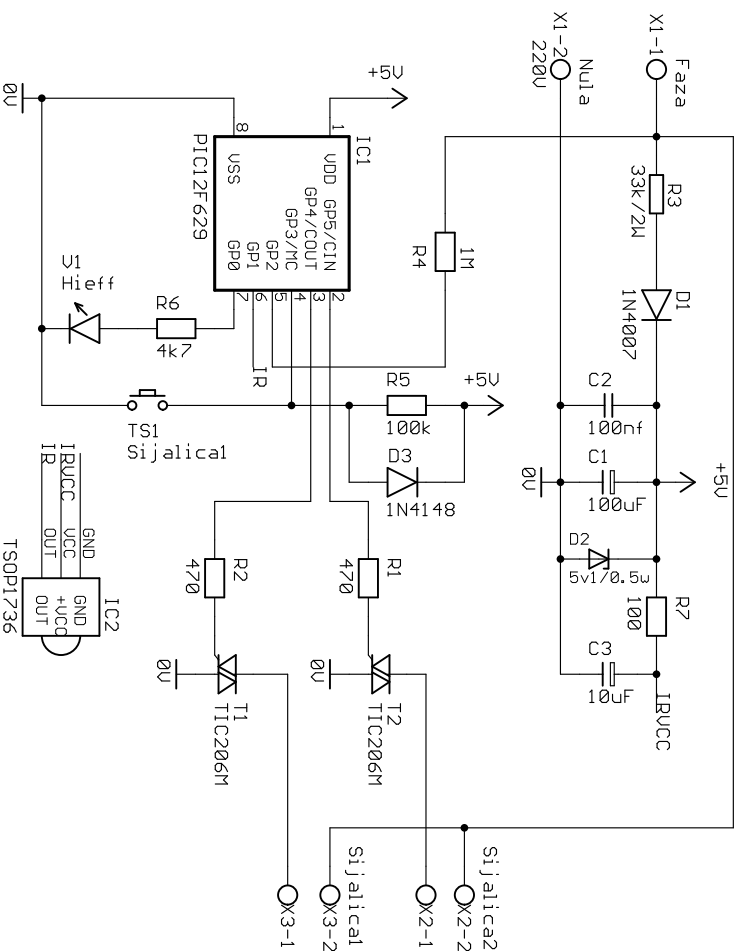 X1-1
Faza
X1-2
Nula
220V
R3
33k/2W
D1
1N4007
C2
100nf
C1
100uF
+5V
0V
D2
5v1/0.5w
R7
100
C3
10uF
IRVCC
+5V
0V
IC1
PIC12F629
1
8
VDD
VSS
GP5/CIN
GP4/COUT
GP3/MC
GP2
GP1
GP0
2
3
4
5
6
7
IR
R4
1M
V1
Hieff
R6
4k7
TS1
Sijalica1
R5
100k
+5V
D3
1N4148
R2
470
R1
470
0V
T1
TIC206M
0V
T2
TIC206M
IR
IRVCC
OUT
VCC
GND
IC2
TSOP1736
OUT
+VCC
GND
X3-1
X3-2
Sijalica1
X2-1
X2-2
Sijalica2